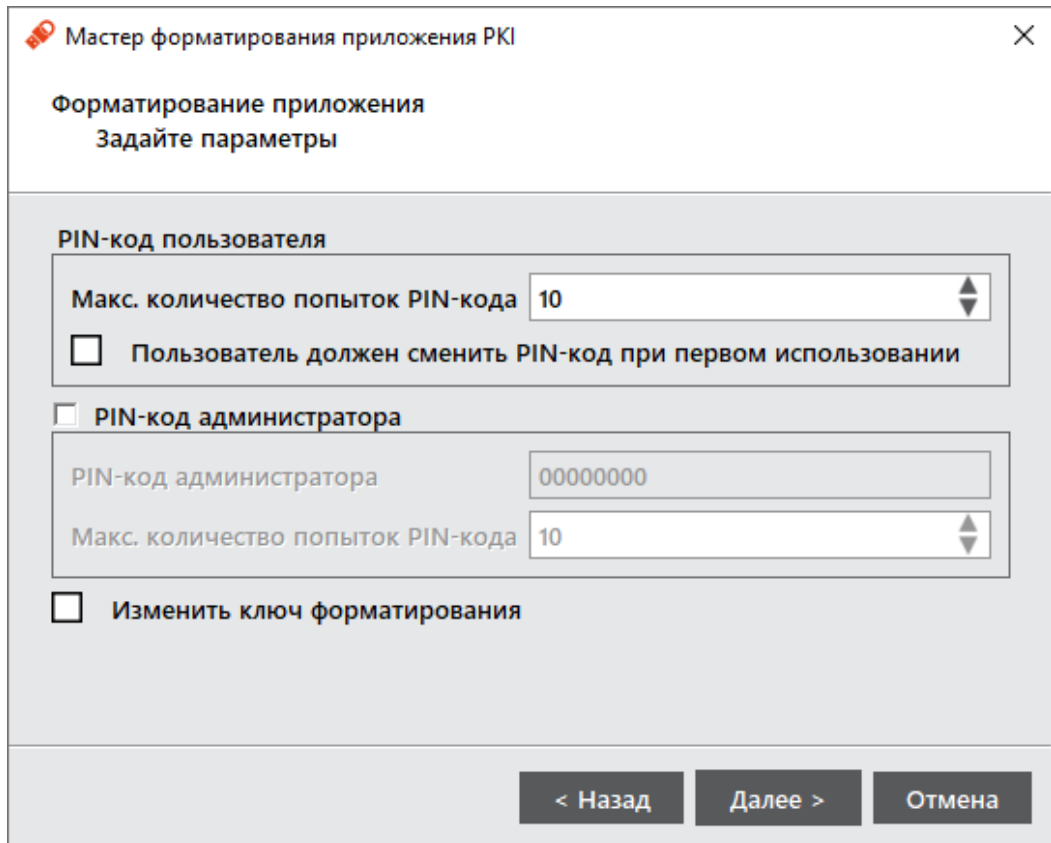 Мастер форматирования приложения PKI
Форматирование приложения
Задайте параметры
PIN-код пользователя
Макс. количество попыток PIN-кода 10
Пользователь должен сменить PIN-код при первом использовании
PIN-код администратора
PIN-код администратора 00000000
Макс. количество попыток PIN-кода 10
Изменить ключ форматирования
< Назад Далее > Отмена